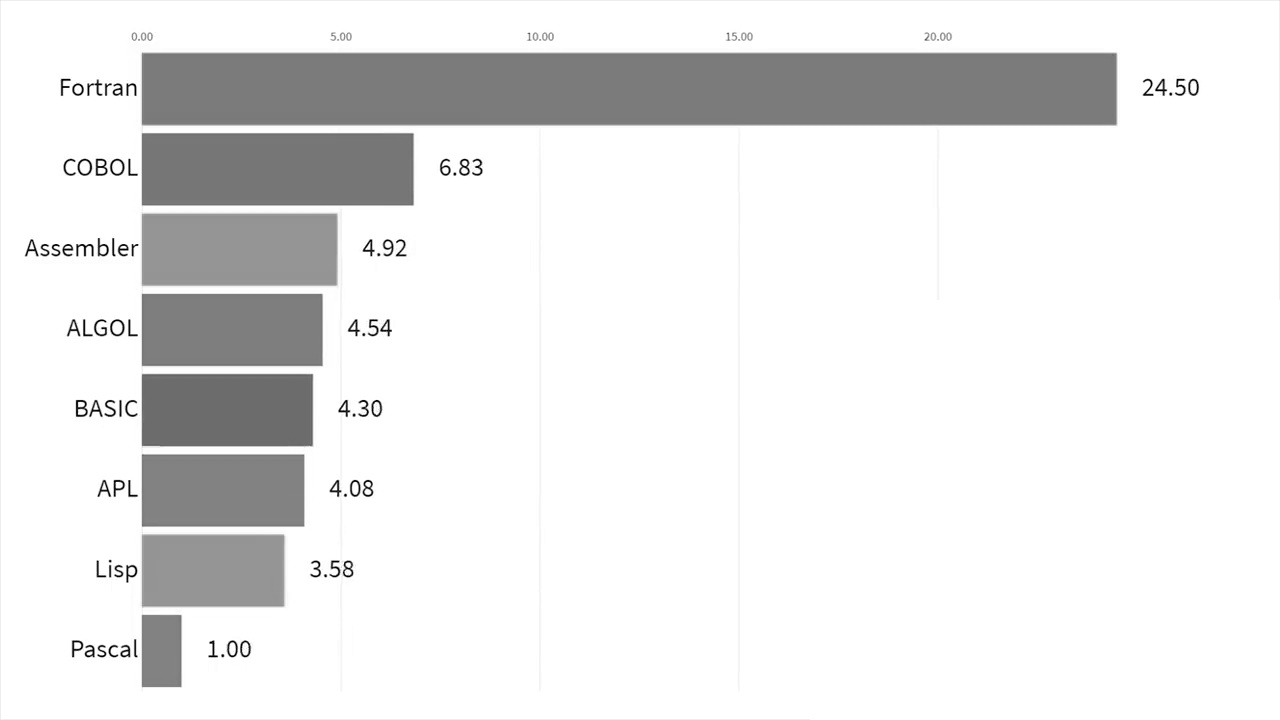 0.00 5.00 10.00 15.00 20.00
Fortran 24.50
COBOL 6.83
Assembler 4.92
ALGOL 4.54
BASIC 4.30
APL 4.08
Lisp 3.58
Pascal 1.00